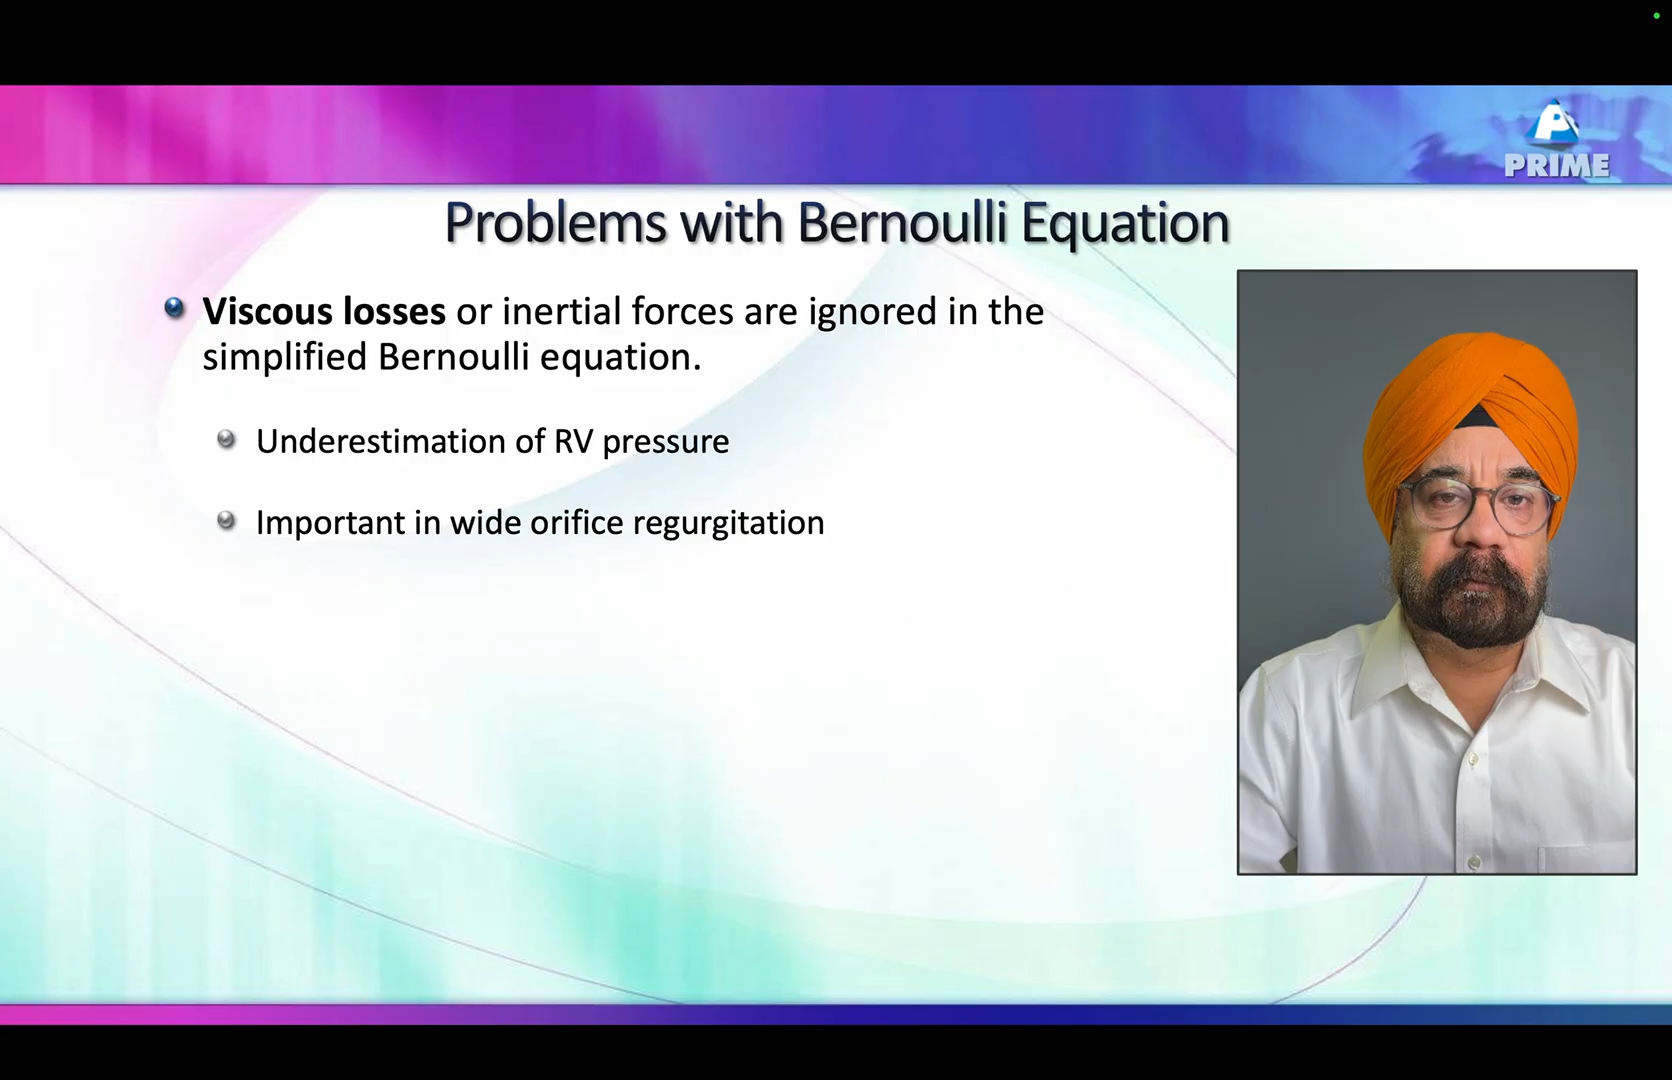 PRIME
Problems with Bernoulli Equation
Viscous losses or inertial forces are ignored in the
simplified Bernoulli equation.
Underestimation of RV pressure
Important in wide orifice regurgitation